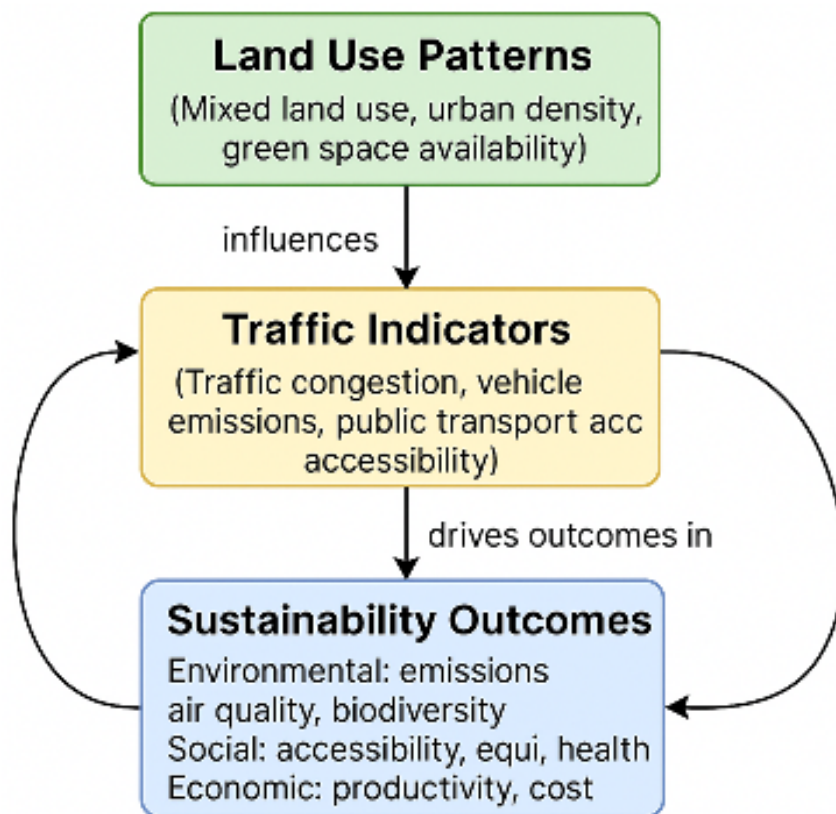 Land Use Patterns
(Mixed land use, urban density,
green space availability)
influences
Traffic Indicators
(Traffic congestion, vehicle
emissions, public transport acc
accessibility)
drives outcomes in
Sustainability Outcomes
Environmental: emissions
air quality, biodiversity
Social: accessibility, equi, health
Economic: productivity, cost